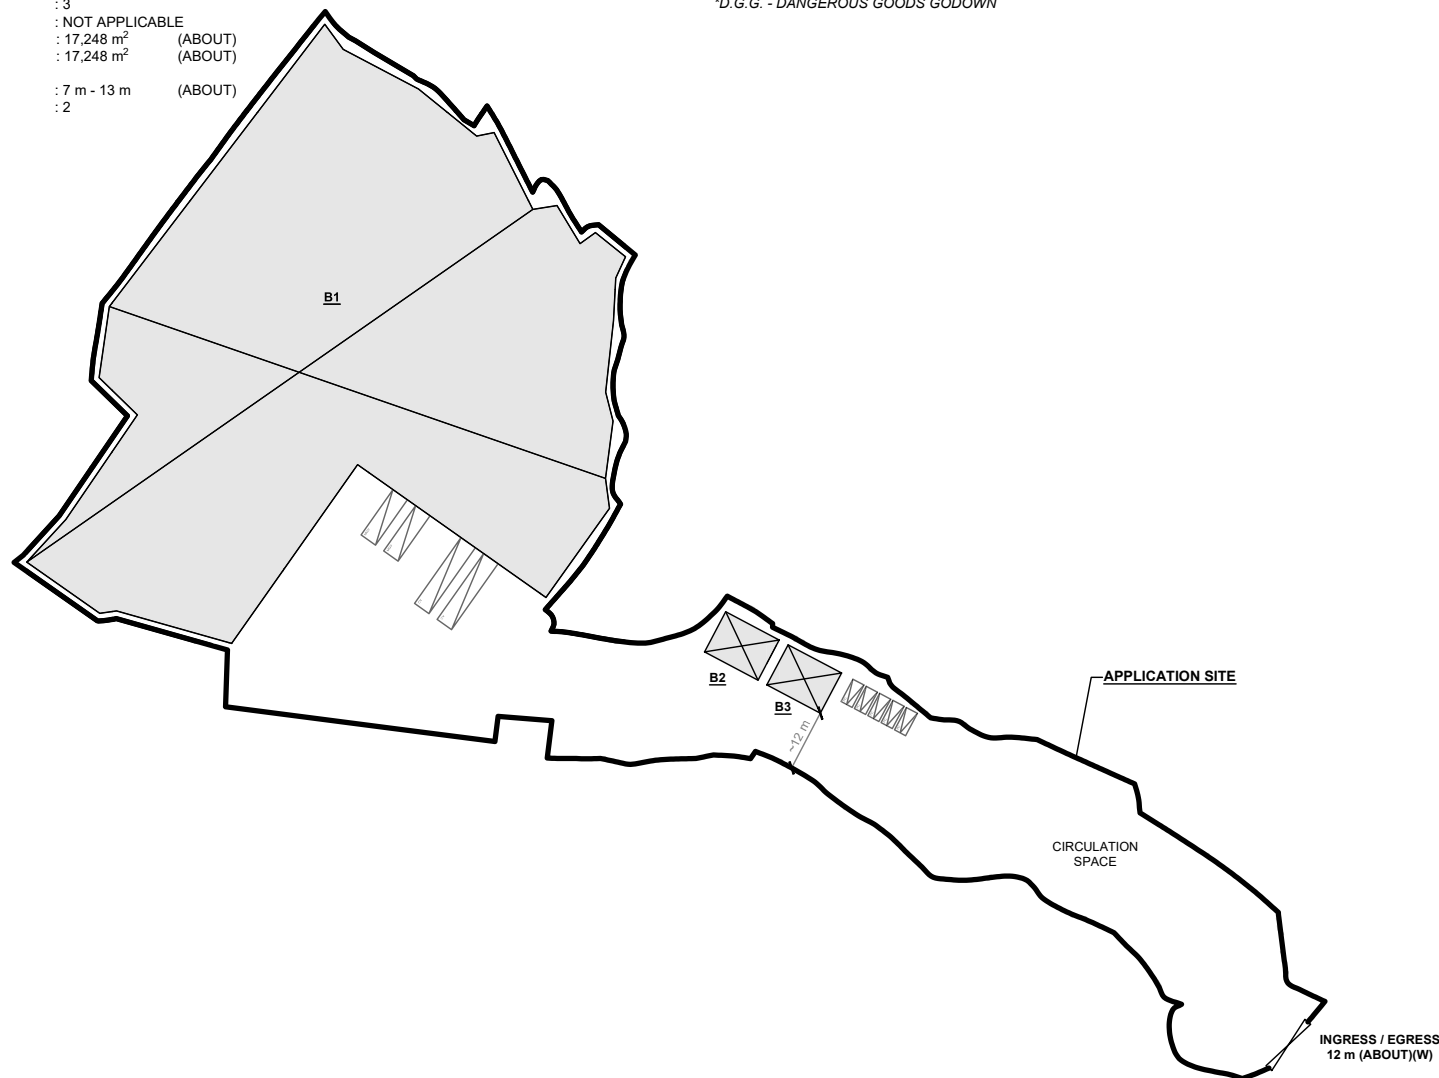 : 3
: NOT APPLICABLE
: 17,248 m² (ABOUT)
: 17,248 m² (ABOUT)
: 7 m - 13 m (ABOUT)
: 2
*D.G.G. - DANGEROUS GOODS GODOWN
B1
B2
B3
~12 m
APPLICATION SITE
CIRCULATION
SPACE
INGRESS / EGRESS
12 m (ABOUT)(W)